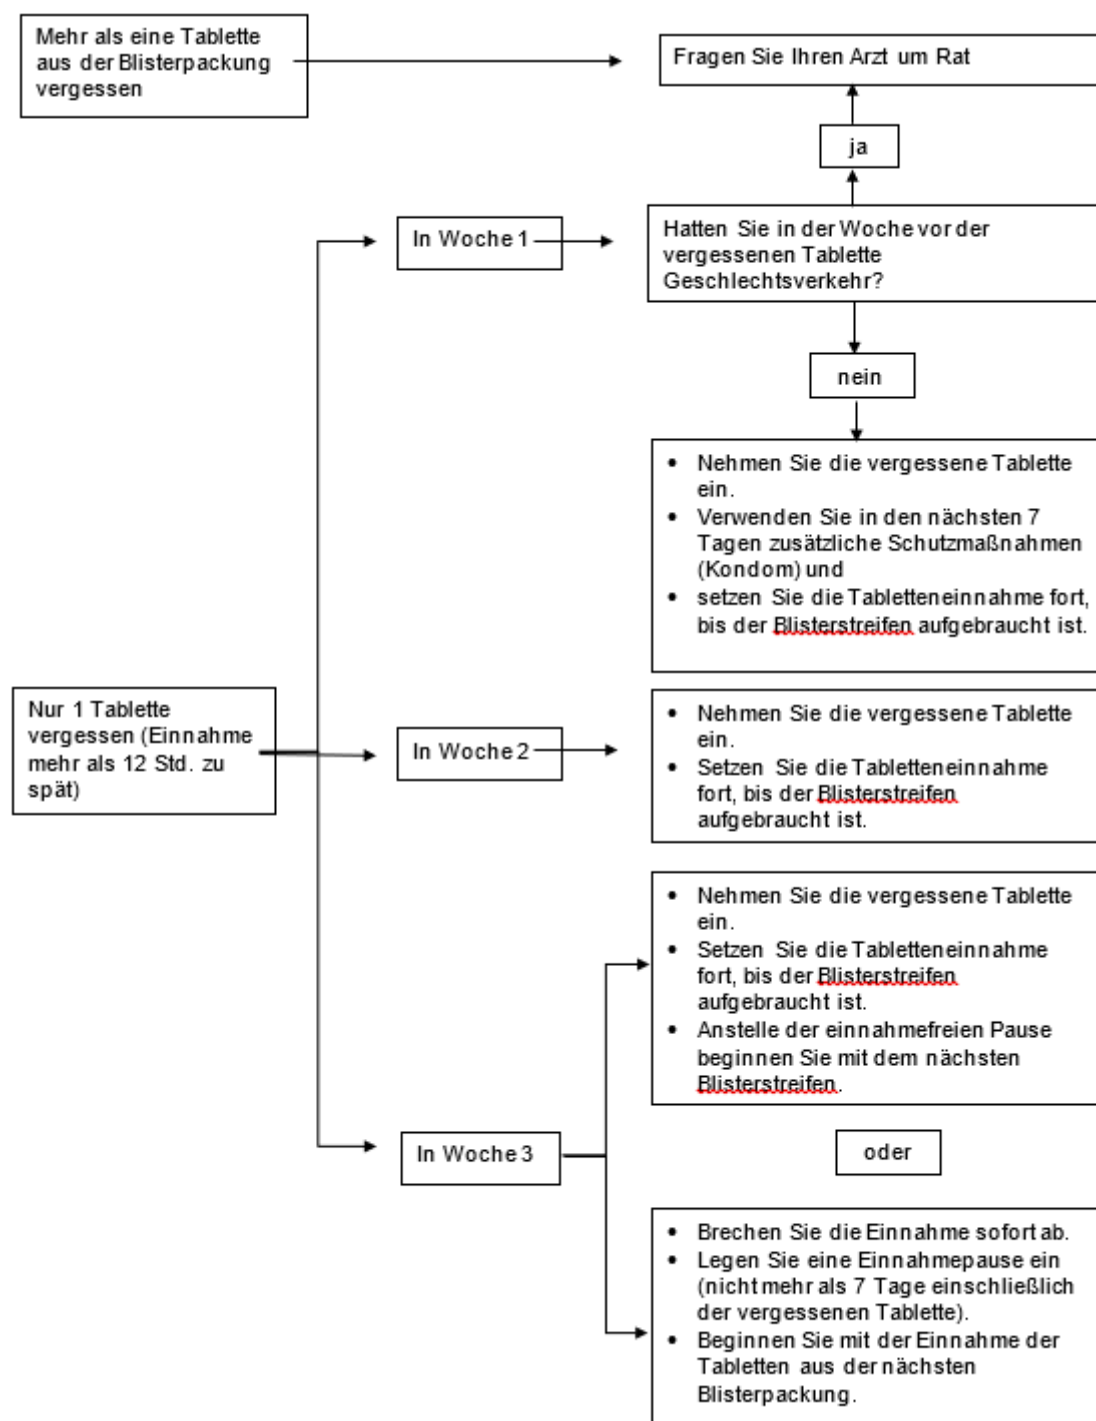 Mehr als eine Tablette
aus der Blisterpackung
vergessen
Fragen Sie Ihren Arzt um Rat
ja
In Woche 1
Hatten Sie in der Woche vor der
vergessenen Tablette
Geschlechtsverkehr?
nein
• Nehmen Sie die vergessene Tablette
ein.
• Verwenden Sie in den nächsten 7
Tagen zusätzliche Schutzmaßnahmen
(Kondom) und
• setzen Sie die Tabletteneinnahme fort,
bis der Blisterstreifen aufgebraucht ist.
Nur 1 Tablette
vergessen (Einnahme
mehr als 12 Std. zu
spät)
In Woche 2
• Nehmen Sie die vergessene Tablette
ein.
• Setzen Sie die Tabletteneinnahme
fort, bis der Blisterstreifen
aufgebraucht ist.
In Woche 3
• Nehmen Sie die vergessene Tablette
ein.
• Setzen Sie die Tabletteneinnahme
fort, bis der Blisterstreifen
aufgebraucht ist.
• Anstelle der einnahmefreien Pause
beginnen Sie mit dem nächsten
Blisterstreifen.
oder
• Brechen Sie die Einnahme sofort ab.
• Legen Sie eine Einnahmepause ein
(nicht mehr als 7 Tage einschließlich
der vergessenen Tablette).
• Beginnen Sie mit der Einnahme der
Tabletten aus der nächsten
Blisterpackung.